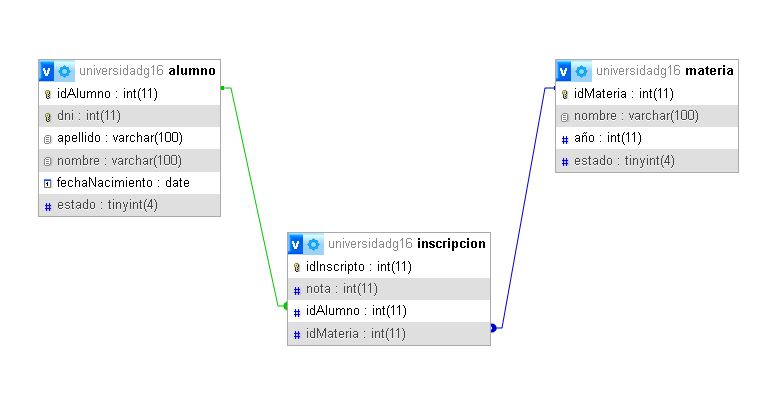 v universidadg16 alumno
idAlumno : int(11)
dni : int(11)
apellido : varchar(100)
nombre : varchar(100)
fechaNacimiento : date
# estado : tinyint(4)
v universidadg16 materia
idMateria : int(11)
nombre : varchar(100)
# año : int(11)
# estado : tinyint(4)
v universidadg16 inscripcion
idInscripto : int(11)
# nota : int(11)
# idAlumno : int(11)
# idMateria : int(11)